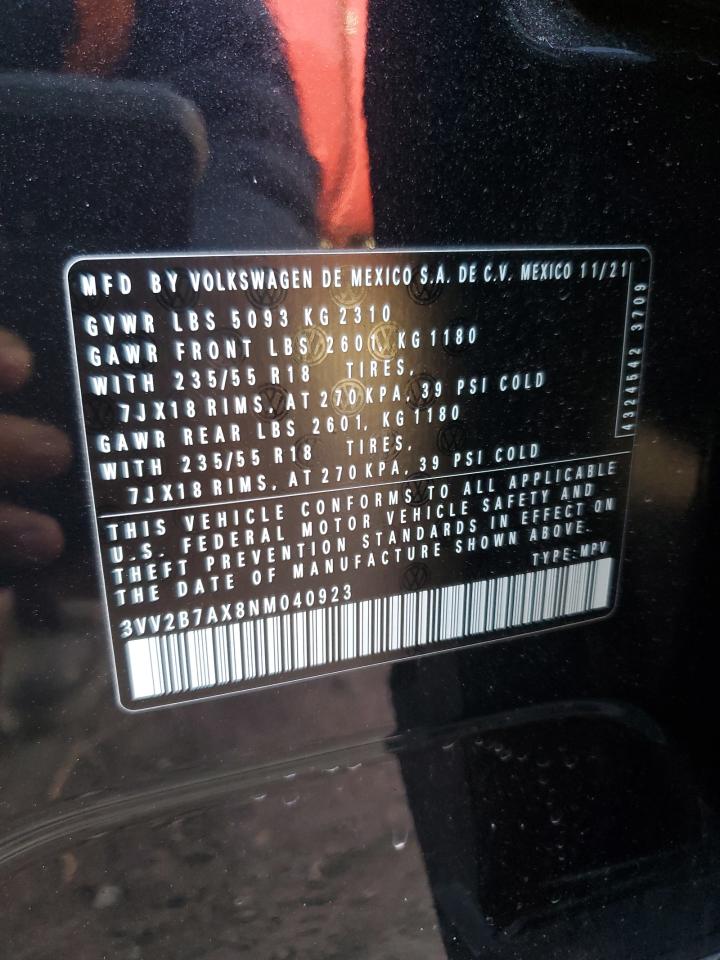 MFD BY VOLKSWAGEN DE MEXICO S.A. DE C.V. MEXICO 11/21
GVWR LBS 5093 KG 2310
GAWR FRONT LBS 2601, KG 1180
WITH 235/55 R18 TIRES,
7JX18 RIMS, AT 270 KPA, 39 PSI COLD
GAWR REAR LBS 2601, KG 1180
WITH 235/55 R18 TIRES,
7JX18 RIMS, AT 270 KPA, 39 PSI COLD
THIS VEHICLE CONFORMS TO ALL APPLICABLE
U.S. FEDERAL MOTOR VEHICLE SAFETY AND
THEFT PREVENTION STANDARDS IN EFFECT ON
THE DATE OF MANUFACTURE SHOWN ABOVE.
TYPE: MPV
3VV2B7AX8NM040923
4324542 3709